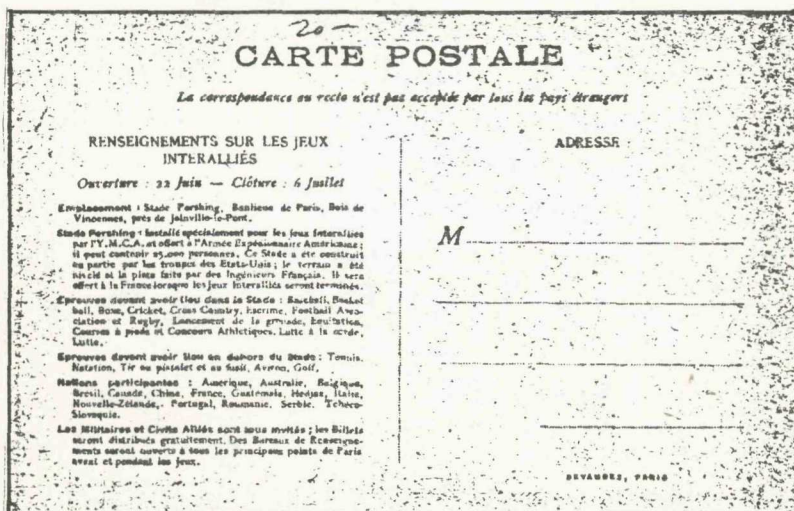 20-
CARTE POSTALE
La correspondance au recto n'est pas acceptée par tous les pays étrangers
RENSEIGNEMENTS SUR LES JEUX
INTERALLIÉS
Ouverture : 22 Juin — Clôture : 6 Juillet
Emplacement : Stade Pershing, Banlieue de Paris, Bois de
Vincennes, près de Joinville-le-Pont.
Stade Pershing : Installé spécialement pour les Jeux Interalliés
par l'Y.M.C.A. et offert à l'Armée Expéditionnaire Américaine ;
il peut contenir 25.000 personnes. Ce Stade a été construit
en partie par les troupes des Etats-Unis ; le terrain a été
nivelé et la piste faite par des Ingénieurs Français. Il sera
offert à la France lorsque les Jeux Interalliés seront terminés.
Epreuves devant avoir lieu dans le Stade : Baseball, Basket
ball, Boxe, Cricket, Cross Country, Escrime, Football Asso-
ciation et Rugby, Lancement de la grenade, Equitation,
Courses à pieds et Concours Athlétiques, Lutte à la corde,
Lutte.
Epreuves devant avoir lieu en dehors du Stade : Tennis,
Natation, Tir au pistolet et au fusil, Aviron, Golf.
Nations participantes : Amérique, Australie, Belgique,
Brésil, Canada, Chine, France, Guatemala, Hedjaz, Italie,
Nouvelle-Zélande, Portugal, Roumanie, Serbie, Tchéco-
Slovaquie.
Les Militaires et Civils Alliés sont tous invités ; les Billets
seront distribués gratuitement. Des Bureaux de Renseigne-
ments seront ouverts à tous les principaux points de Paris
avant et pendant les Jeux.
ADRESSE
M
DEVAMBEZ, PARIS